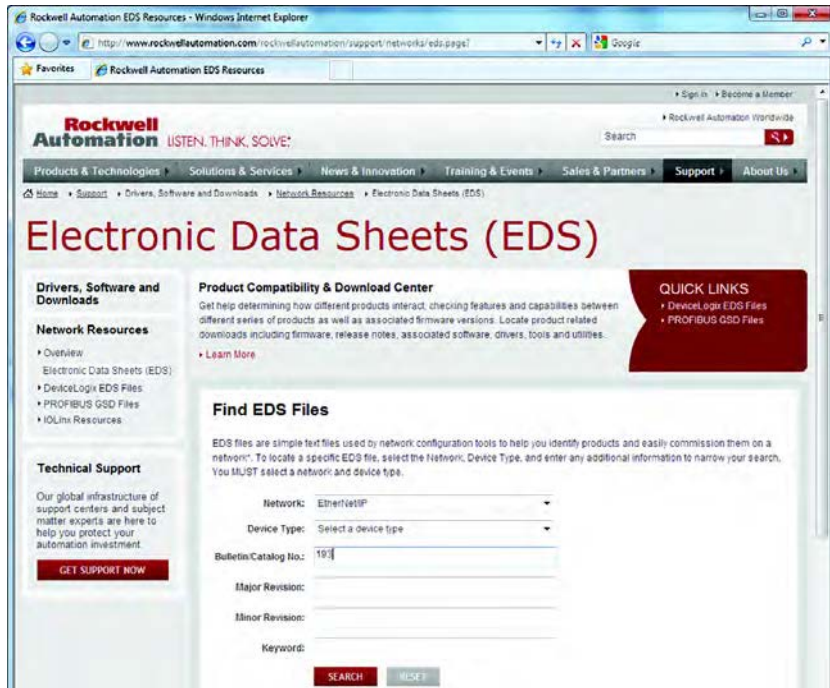 Rockwell Automation EDS Resources - Windows Internet Explorer
http://www.rockwellautomation.com/rockwellautomation/support/networks/eds.page?
Google
Favorites
Rockwell Automation EDS Resources
Sign In
Become a Member
Rockwell Automation Worldwide
Rockwell
Automation
LISTEN. THINK. SOLVE.
Search
Products & Technologies
Solutions & Services
News & Innovation
Training & Events
Sales & Partners
Support
About Us
Home
Support
Drivers, Software and Downloads
Network Resources
Electronic Data Sheets (EDS)
Electronic Data Sheets (EDS)
Drivers, Software and
Downloads
Network Resources
Overview
Electronic Data Sheets (EDS)
DeviceLogix EDS Files
PROFIBUS GSD Files
IOLinx Resources
Technical Support
Our global infrastructure of
support centers and subject
matter experts are here to
help you protect your
automation investment.
GET SUPPORT NOW
Product Compatibility & Download Center
Get help determining how different products interact, checking features and capabilities between
different series of products as well as associated firmware versions. Locate product related
downloads including firmware, release notes, associated software, drivers, tools and utilities.
Learn More
QUICK LINKS
DeviceLogix EDS Files
PROFIBUS GSD Files
Find EDS Files
EDS files are simple text files used by network configuration tools to help you identify products and easily commission them on a
network*. To locate a specific EDS file, select the Network, Device Type, and enter any additional information to narrow your search.
You MUST select a network and device type.
Network: EtherNet/IP
Device Type: Select a device type
Bulletin/Catalog No.: 193
Major Revision:
Minor Revision:
Keyword:
SEARCH
RESET